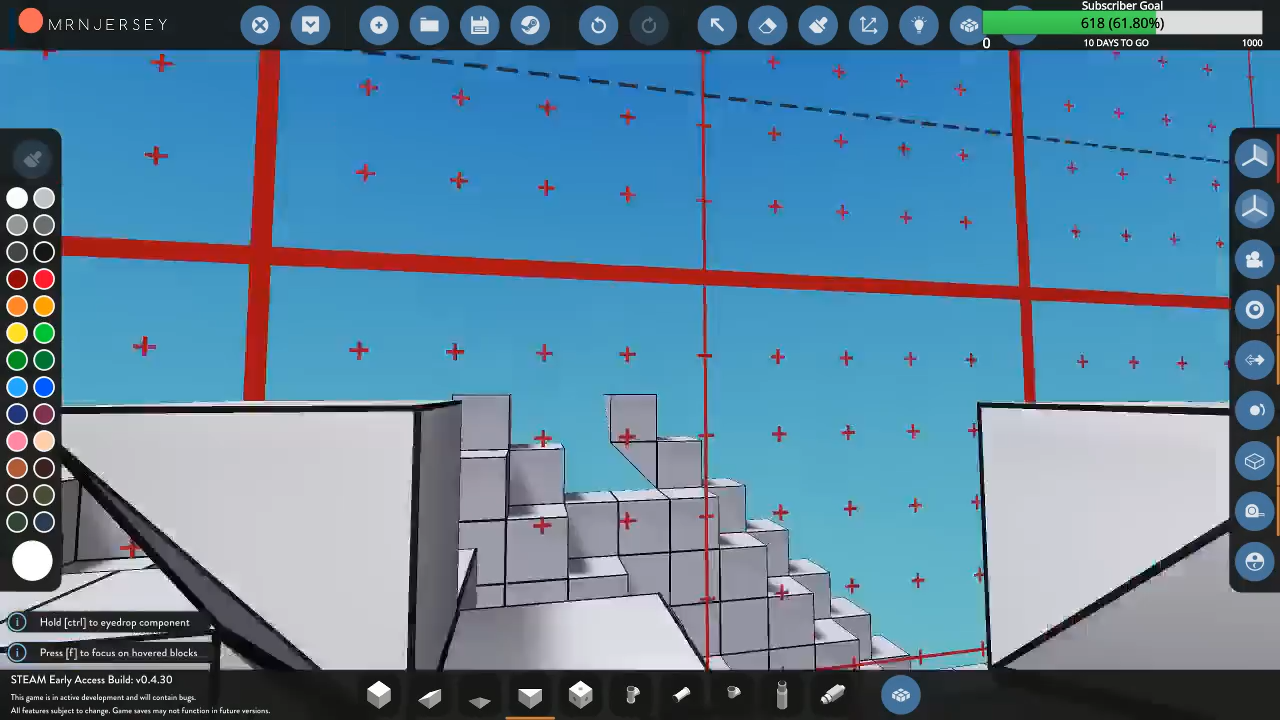 MRNJERSEY
Subscriber Goal
618 (61.80%)
0
10 DAYS TO GO
1000
Hold [ctrl] to eyedrop component
Press [f] to focus on hovered blocks
STEAM Early Access Build: v0.4.30
This game is in active development and will contain bugs.
All features subject to change. Game saves may not function in future versions.